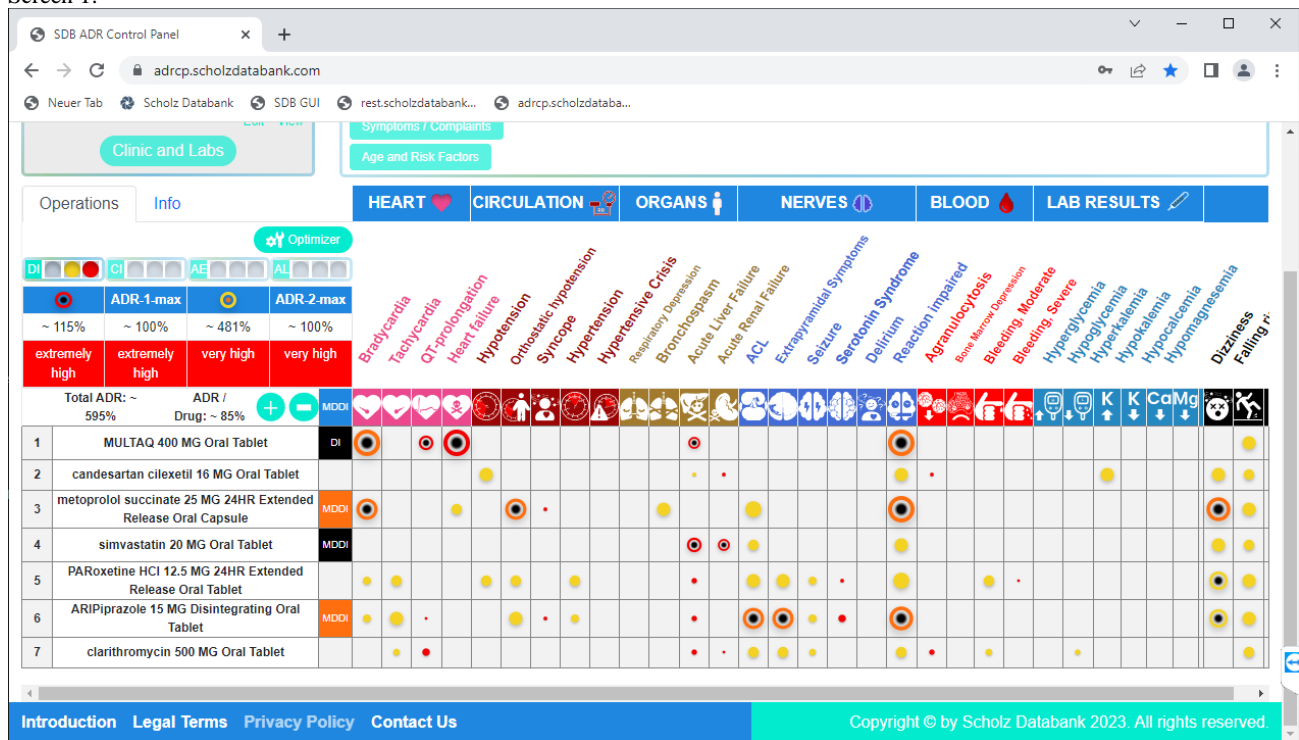 Screen 1:
SDB ADR Control Panel
adrcp.scholzdatabank.com
Neuer Tab Scholz Databank SDB GUI rest.scholzdatabank... adrcp.scholzdataba...
Edit View
Symptoms / Complaints
Clinic and Labs
Age and Risk Factors
Operations Info
HEART CIRCULATION ORGANS NERVES BLOOD LAB RESULTS
Optimizer
DI CI AE AL
ADR-1-max ADR-2-max
~ 115% ~ 100% ~ 481% ~ 100%
extremely high extremely high very high very high
Total ADR: ~ 595% ADR / Drug: ~ 85% MDDI
Bradycardia
Tachycardia
QT-prolongation
Heart failure
Hypotension
Orthostatic hypotension
Syncope
Hypertension
Hypertensive Crisis
Respiratory Depression
Bronchospasm
Acute Liver Failure
Acute Renal Failure
ACL
Extrapyramidal Symptoms
Seizure
Serotonin Syndrome
Delirium
Reaction impaired
Agranulocytosis
Bone Marrow Depression
Bleeding, Moderate
Bleeding, Severe
Hyperglycemia
Hypoglycemia
Hyperkalemia
Hypokalemia
Hypocalcemia
Hypomagnesemia
Dizziness
Falling ri
K K Ca Mg
1 MULTAQ 400 MG Oral Tablet DI
2 candesartan cilexetil 16 MG Oral Tablet
3 metoprolol succinate 25 MG 24HR Extended Release Oral Capsule MDDI
4 simvastatin 20 MG Oral Tablet MDDI
5 PARoxetine HCl 12.5 MG 24HR Extended Release Oral Tablet
6 ARIPiprazole 15 MG Disintegrating Oral Tablet MDDI
7 clarithromycin 500 MG Oral Tablet
Introduction Legal Terms Privacy Policy Contact Us Copyright © by Scholz Databank 2023. All rights reserved.